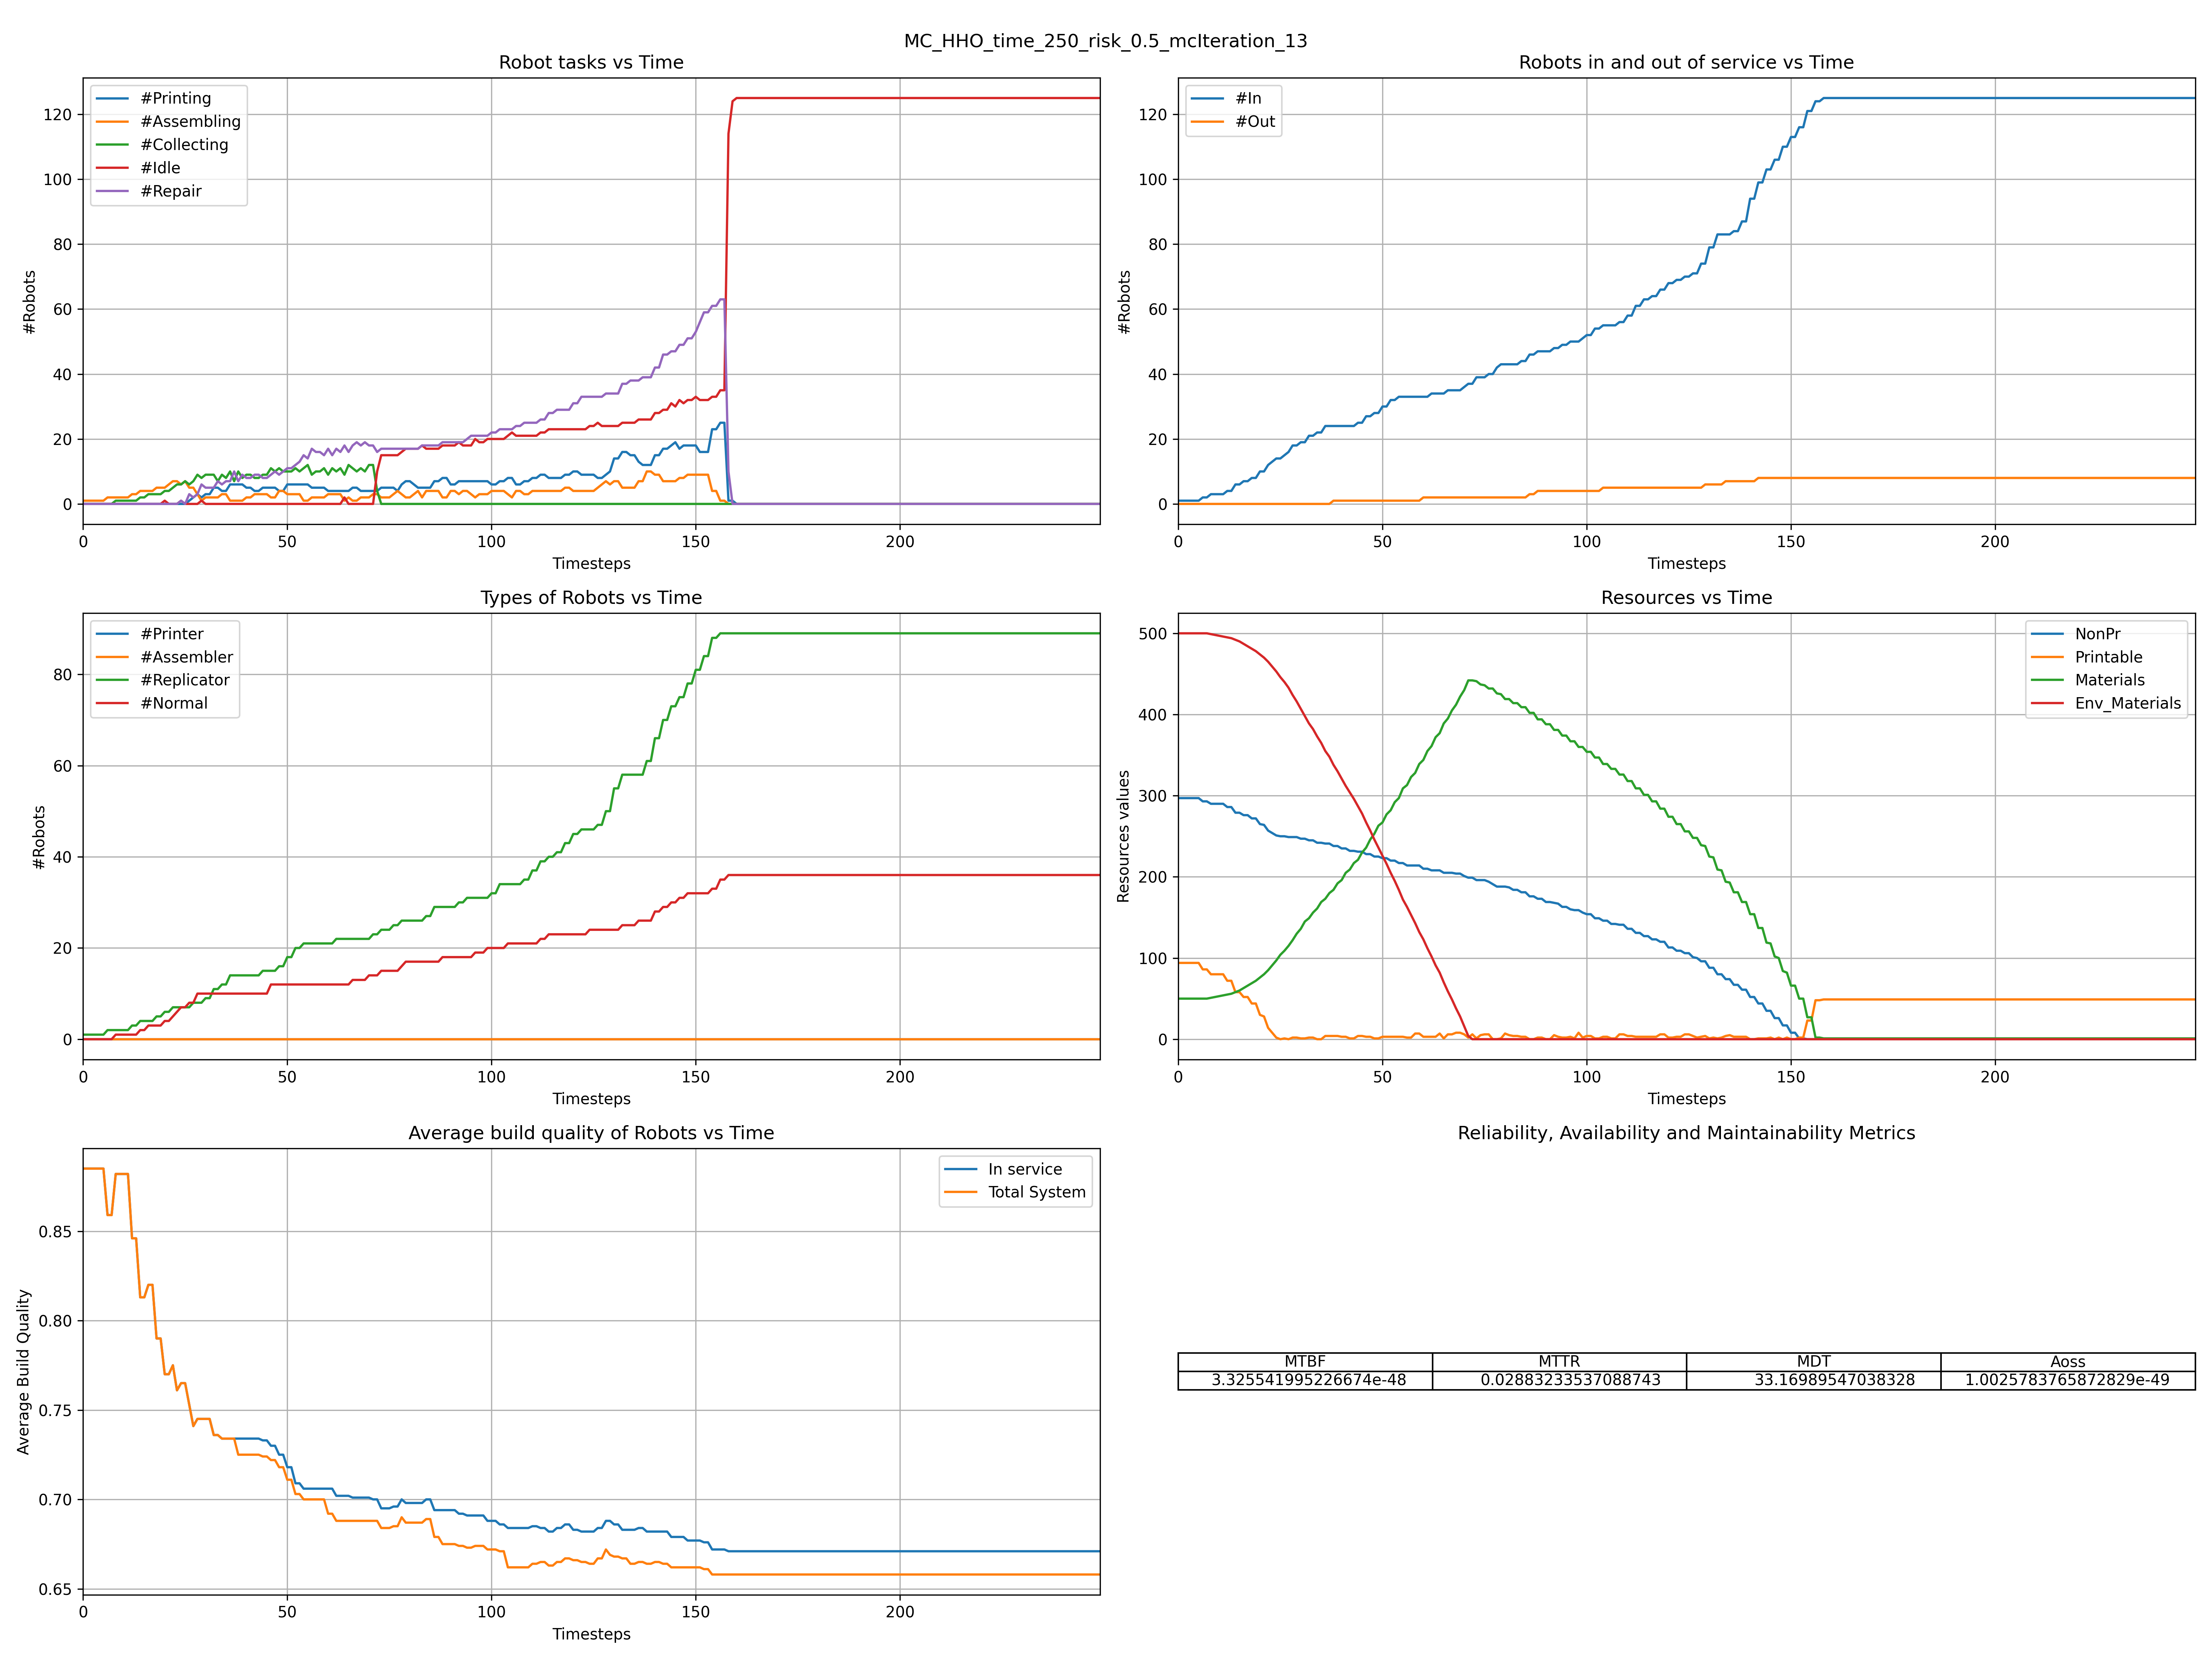 MC_HHO_time_250_risk_0.5_mcIteration_13
Robot tasks vs Time
#Robots
120
100
80
60
40
20
0
#Printing
#Assembling
#Collecting
#Idle
#Repair
0 50 100 150 200
Timesteps
Robots in and out of service vs Time
#Robots
120
100
80
60
40
20
0
#In
#Out
0 50 100 150 200
Timesteps
Types of Robots vs Time
#Robots
80
60
40
20
0
#Printer
#Assembler
#Replicator
#Normal
0 50 100 150 200
Timesteps
Resources vs Time
Resources values
500
400
300
200
100
0
NonPr
Printable
Materials
Env_Materials
0 50 100 150 200
Timesteps
Average build quality of Robots vs Time
Average Build Quality
0.85
0.80
0.75
0.70
0.65
In service
Total System
0 50 100 150 200
Timesteps
Reliability, Availability and Maintainability Metrics
MTBF MTTR MDT Aoss
3.325541995226674e-48 0.02883233537088743 33.16989547038328 1.0025783765872829e-49